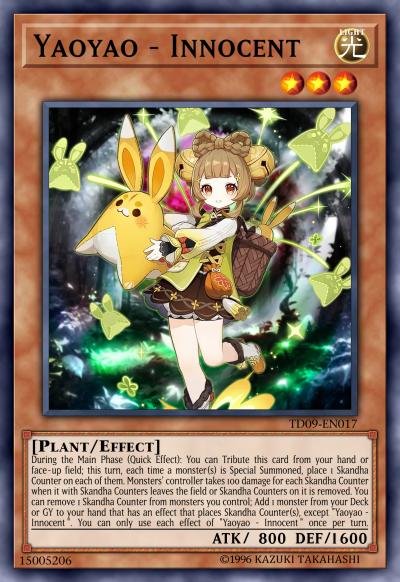 Yaoyao - Innocent
LIGHT
光
TD09-EN017
[Plant/Effect]
During the Main Phase (Quick Effect): You can Tribute this card from your hand or
face-up field; this turn, each time a monster(s) is Special Summoned, place 1 Skandha
Counter on each of them. Monsters' controller takes 100 damage for each Skandha Counter
when it with Skandha Counters leaves the field or Skandha Counters on it is removed. You
can remove 1 Skandha Counter from monsters you control; Add 1 monster from your Deck
or GY to your hand that has an effect that places Skandha Counter(s), except "Yaoyao -
Innocent". You can only use each effect of "Yaoyao - Innocent" once per turn.
ATK/ 800 DEF/1600
15005206
©1996 KAZUKI TAKAHASHI